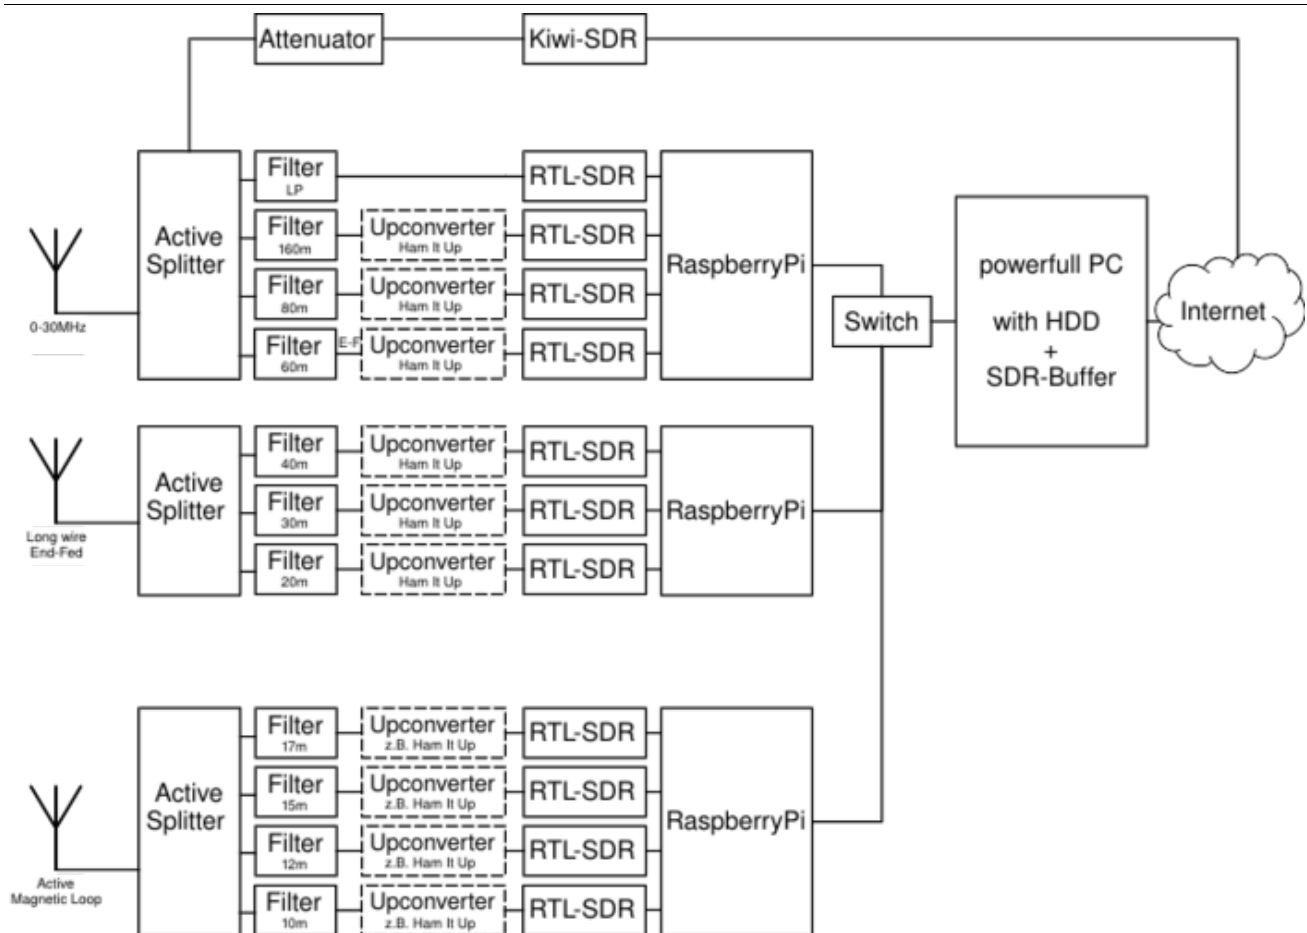 Attenuator
Kiwi-SDR
Filter
LP
RTL-SDR
Filter
160m
Upconverter
Ham It Up
RTL-SDR
Active
Splitter
RaspberryPi
Filter
80m
Upconverter
Ham It Up
RTL-SDR
Filter
60m
E-F
Upconverter
Ham It Up
RTL-SDR
0-30MHz
Switch
powerfull PC
with HDD
+
SDR-Buffer
Internet
Filter
40m
Upconverter
Ham It Up
RTL-SDR
Active
Splitter
Filter
30m
Upconverter
Ham It Up
RTL-SDR
RaspberryPi
Long wire
End-Fed
Filter
20m
Upconverter
Ham It Up
RTL-SDR
Filter
17m
Upconverter
z.B. Ham It Up
RTL-SDR
Active
Splitter
Filter
15m
Upconverter
z.B. Ham It Up
RTL-SDR
RaspberryPi
Filter
12m
Upconverter
z.B. Ham It Up
RTL-SDR
Active
Magnetic Loop
Filter
10m
Upconverter
z.B. Ham It Up
RTL-SDR